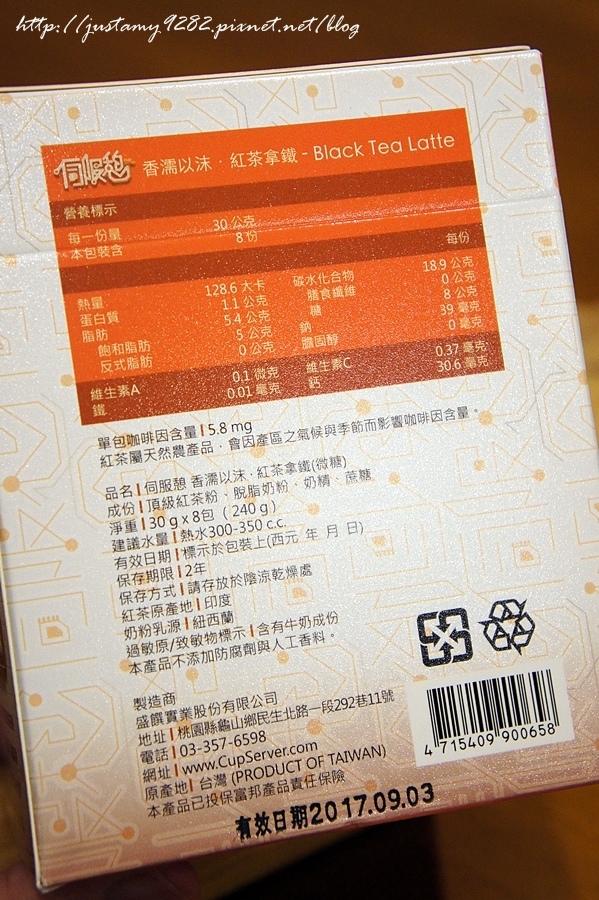 http://justamy9282.pixnet.net/blog
伺服憩 香濡以沫．紅茶拿鐵 - Black Tea Latte
營養標示
每一份量 30 公克
本包裝含 8 份
每份
熱量 128.6 大卡
蛋白質 1.1 公克
脂肪 5.4 公克
飽和脂肪 5 公克
反式脂肪 0 公克
碳水化合物 18.9 公克
膳食纖維 0 公克
糖 8 公克
鈉 39 毫克
膽固醇 0 毫克
維生素A 0.1 微克
鐵 0.01 毫克
維生素C 0.37 毫克
鈣 30.6 毫克
單包咖啡因含量 | 5.8 mg
紅茶屬天然農產品，會因產區之氣候與季節而影響咖啡因含量。
品名 | 伺服憩 香濡以沫．紅茶拿鐵(微糖)
成份 | 頂級紅茶粉、脫脂奶粉、奶精、蔗糖
淨重 | 30 g x 8包（240 g）
建議水量 | 熱水300-350 c.c.
有效日期 | 標示於包裝上(西元 年 月 日)
保存期限 | 2年
保存方式 | 請存放於陰涼乾燥處
紅茶原產地 | 印度
奶粉乳源 | 紐西蘭
過敏原/致敏物標示 | 含有牛奶成份
本產品不添加防腐劑與人工香料。
製造商
盛饌實業股份有限公司
地址 | 桃園縣龜山鄉民生北路一段292巷11號
電話 | 03-357-6598
網址 | www.CupServer.com
原產地 | 台灣 (PRODUCT OF TAIWAN)
本產品已投保富邦產品責任保險
4 715409 900658
有效日期2017.09.03